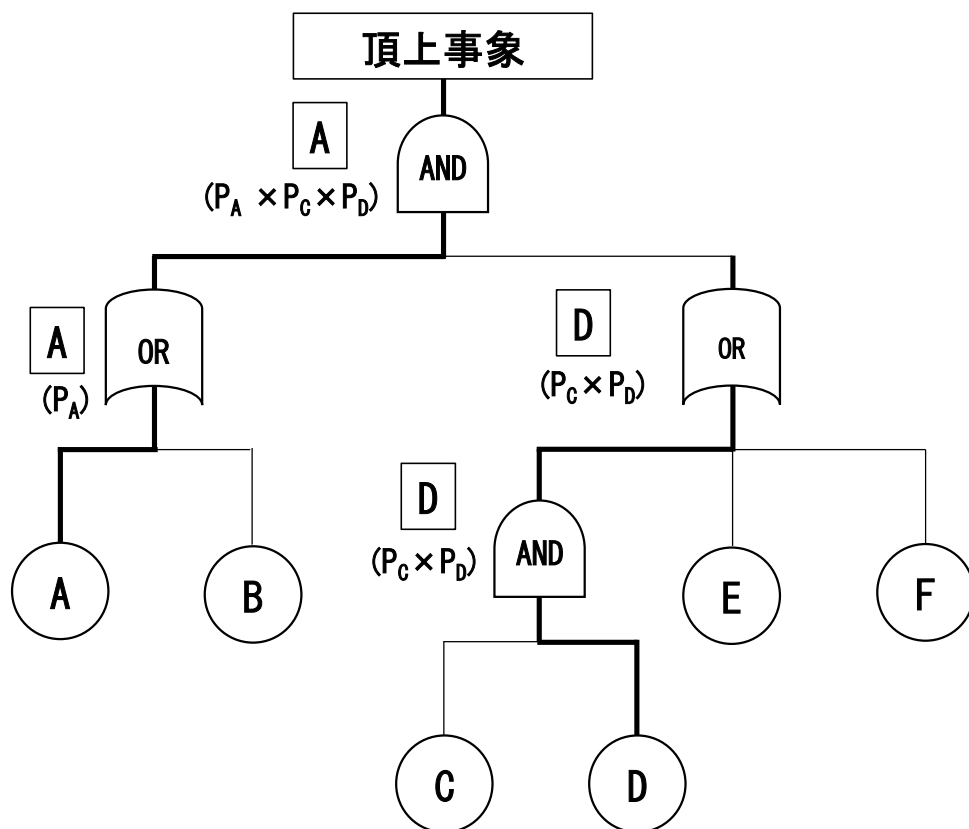 頂上事象
A
AND
(PA ×PC×PD)
A
OR
(PA)
D
OR
(PC×PD)
D
AND
(PC×PD)
A
B
E
F
C
D